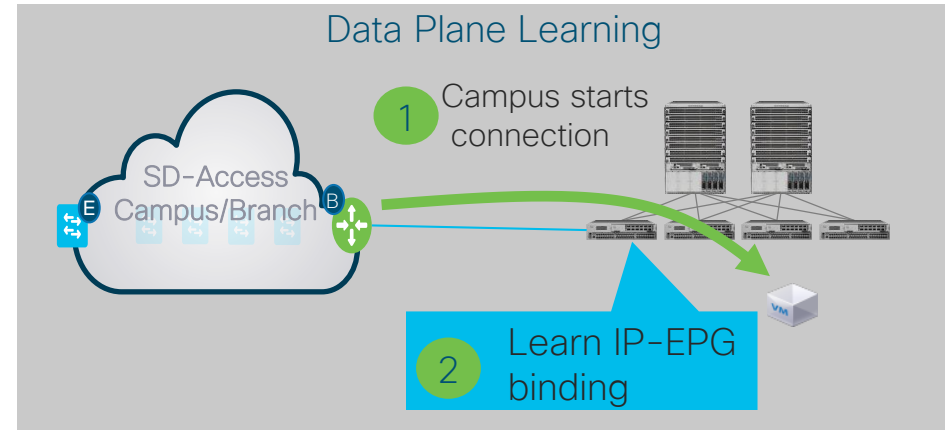 Data Plane Learning
1
Campus starts
connection
SD-Access
Campus/Branch
E
B
VM
2
Learn IP-EPG
binding